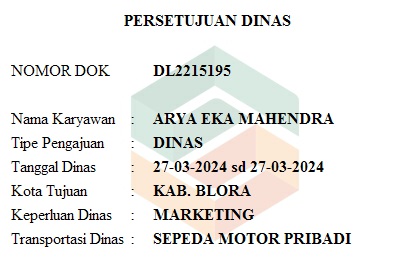 PERSETUJUAN DINAS
NOMOR DOK DL2215195
Nama Karyawan : ARYA EKA MAHENDRA
Tipe Pengajuan : DINAS
Tanggal Dinas : 27-03-2024 sd 27-03-2024
Kota Tujuan : KAB. BLORA
Keperluan Dinas : MARKETING
Transportasi Dinas : SEPEDA MOTOR PRIBADI